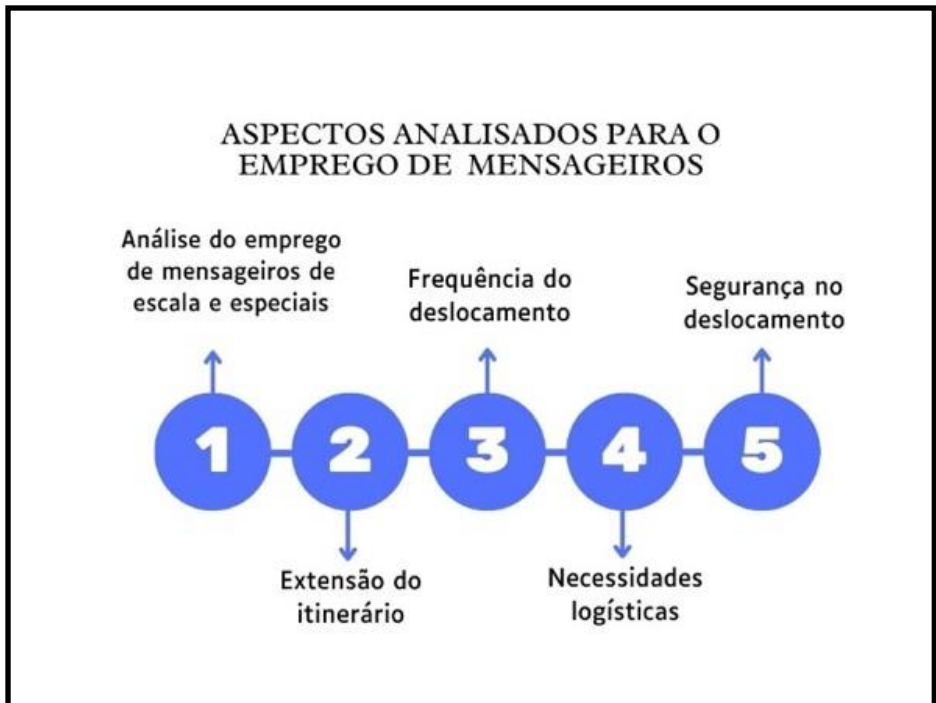 ASPECTOS ANALISADOS PARA O
EMPREGO DE MENSAGEIROS
Análise do emprego
de mensageiros de
escala e especiais
Frequência do
deslocamento
Segurança no
deslocamento
1
2
3
4
5
Extensão do
itinerário
Necessidades
logísticas